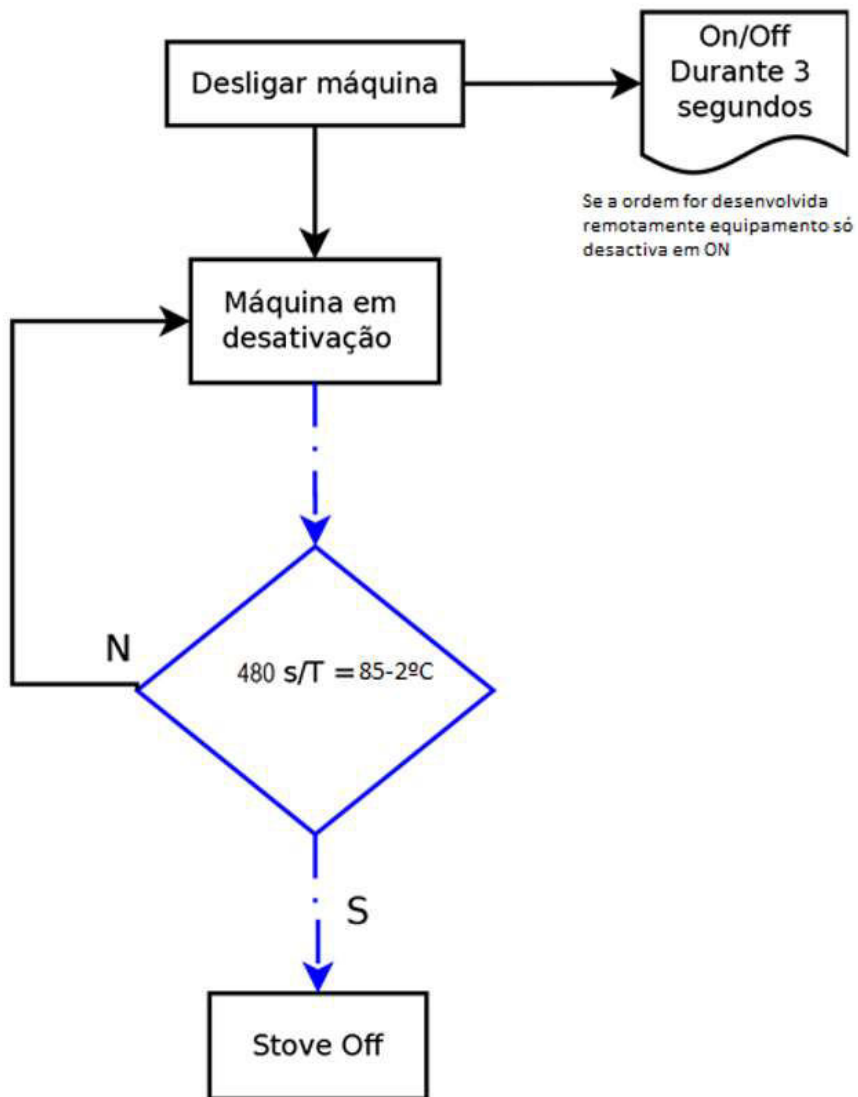 Desligar máquina
On/Off
Durante 3
segundos
Se a ordem for desenvolvida
remotamente equipamento só
desactiva em ON
Máquina em
desativação
N
480 s/T = 85-2ºC
S
Stove Off